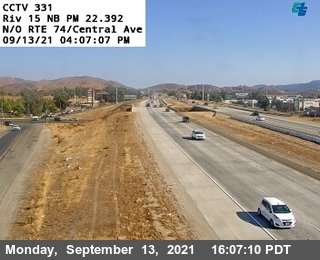 CCTV 331
Riv 15 NB PM 22.392
N/O RTE 74/Central Ave
09/13/21 04:07:07 PM
Monday, September 13, 2021 16:07:10 PDT